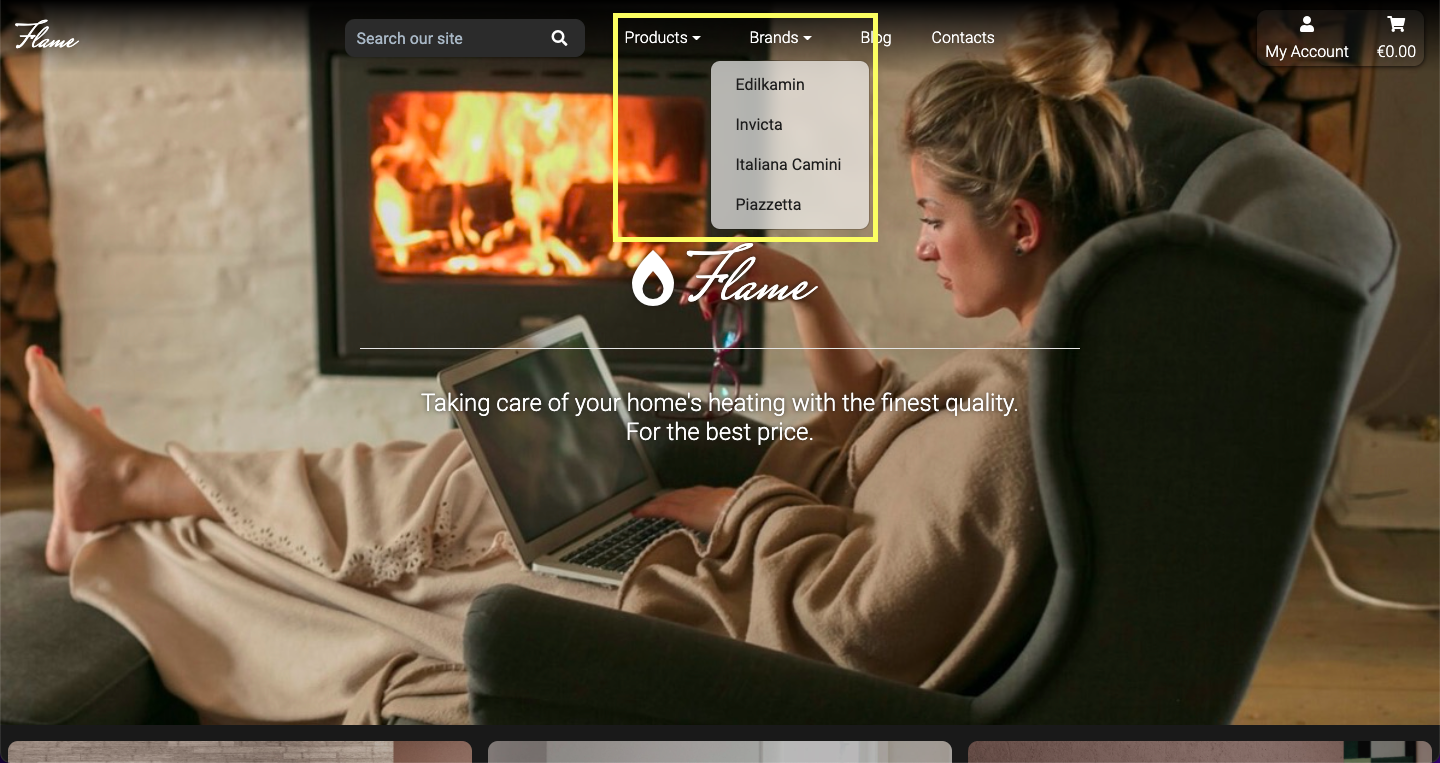 Flame
Search our site
Products
Brands
Blog
Contacts
My Account
€0.00
Edilkamin
Invicta
Italiana Camini
Piazzetta
Flame
Taking care of your home's heating with the finest quality.
For the best price.